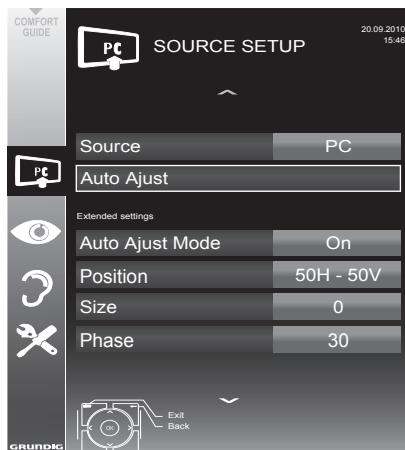 COMFORT
GUIDE
PC
SOURCE SETUP
20.09.2010
15:46
Source PC
Auto Ajust
PC
Extended settings
Auto Ajust Mode On
Position 50H - 50V
Size 0
Phase 30
OK
Exit
Back
GRUNDIG